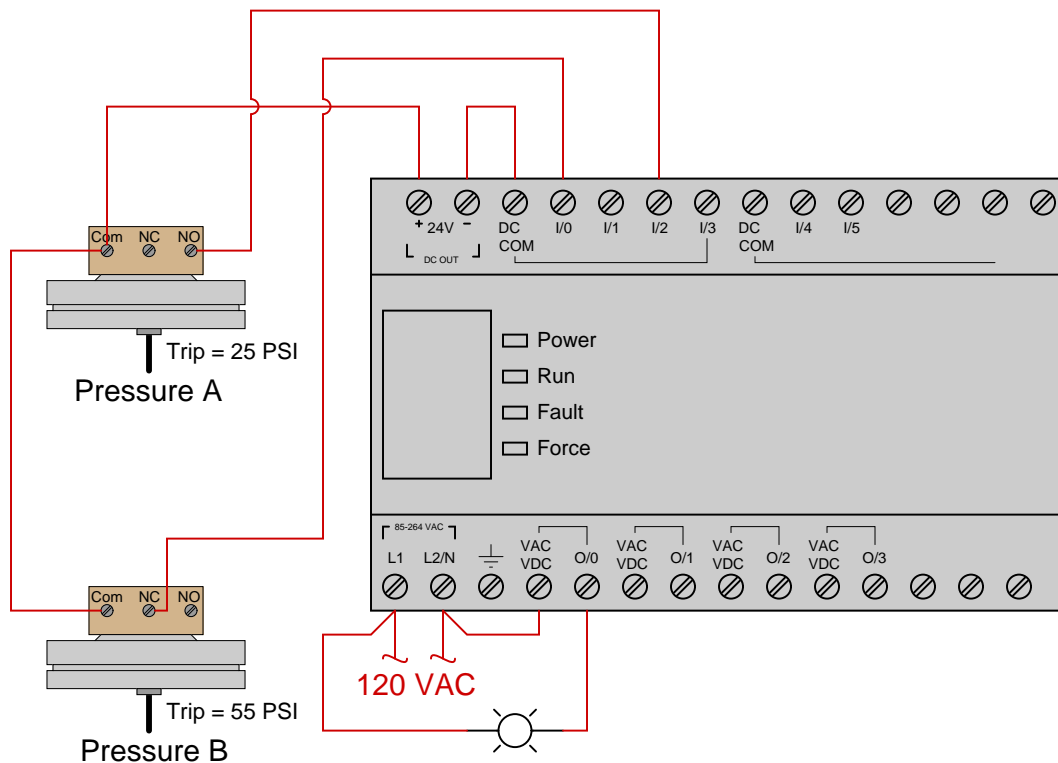 + 24V -
DC OUT
DC
COM
I/0
I/1
I/2
I/3
DC
COM
I/4
I/5
Com NC NO
Trip = 25 PSI
Pressure A
Power
Run
Fault
Force
85-264 VAC
L1
L2/N
VAC
VDC
O/0
VAC
VDC
O/1
VAC
VDC
O/2
VAC
VDC
O/3
Com NC NO
Trip = 55 PSI
Pressure B
120 VAC